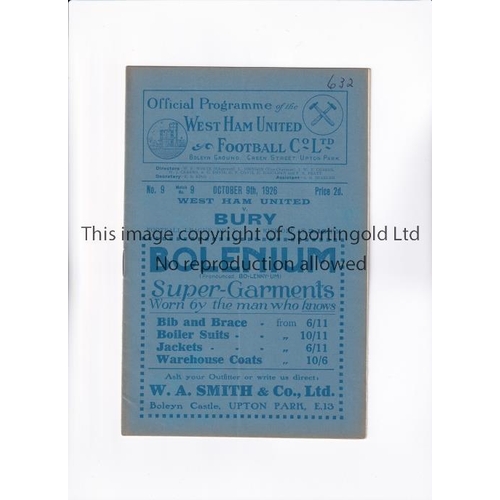 632
Official Programme of the
WEST HAM UNITED
FOOTBALL Co LTD
BOLEYN GROUND, GREEN STREET UPTON PARK
No. 9 9 OCTOBER 9th, 1926 Price 2d.
WEST HAM UNITED
v.
BURY
This image copyright of Sportingold Ltd
BOLENIUM
No reproduction allowed
Super-Garments
Worn by the man who knows
Bib and Brace - from 6/11
Boiler Suits - - „ 10/11
Jackets - - „ 6/11
Warehouse Coats „ 10/6
Ask your Outfitter or write us direct:
W. A. SMITH & Co., Ltd.
Boleyn Castle, UPTON PARK, E.13